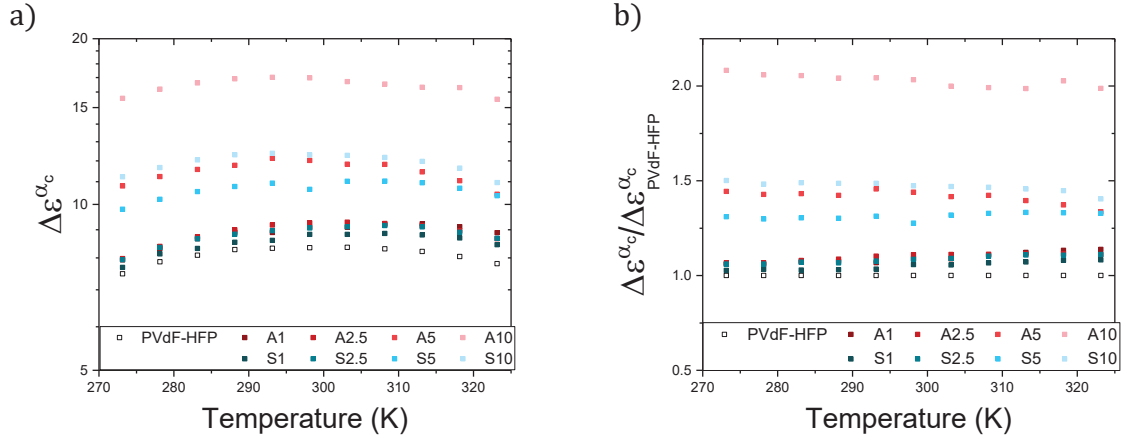 a)
20
15
10
5
Δε^αc
PVdF-HFP A1 A2.5 A5 A10
S1 S2.5 S5 S10
270 280 290 300 310 320
Temperature (K)
b)
2.0
1.5
1.0
0.5
Δε^αc/Δε^αc PVdF-HFP
PVdF-HFP A1 A2.5 A5 A10
S1 S2.5 S5 S10
270 280 290 300 310 320
Temperature (K)